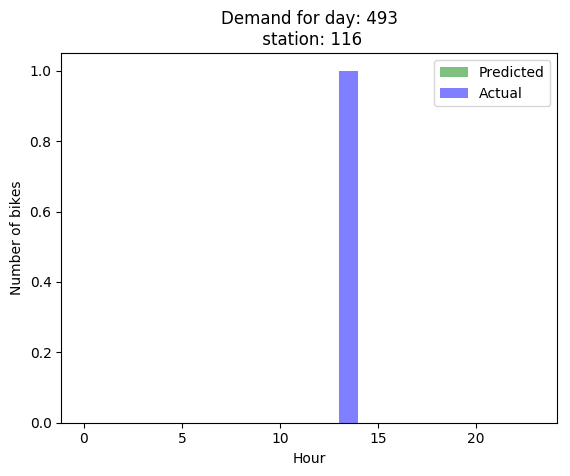 Demand for day: 493
station: 116
Predicted
Actual
1.0
0.8
0.6
0.4
0.2
0.0
Number of bikes
0 5 10 15 20
Hour